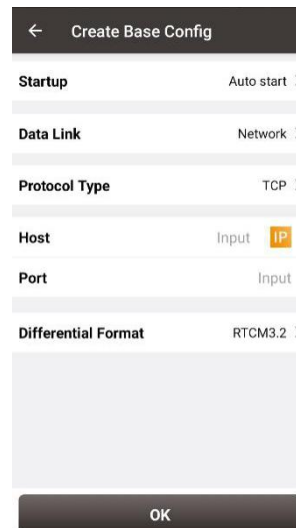 Create Base Config
Startup Auto start
Data Link Network
Protocol Type TCP
Host Input IP
Port Input
Differential Format RTCM3.2
OK